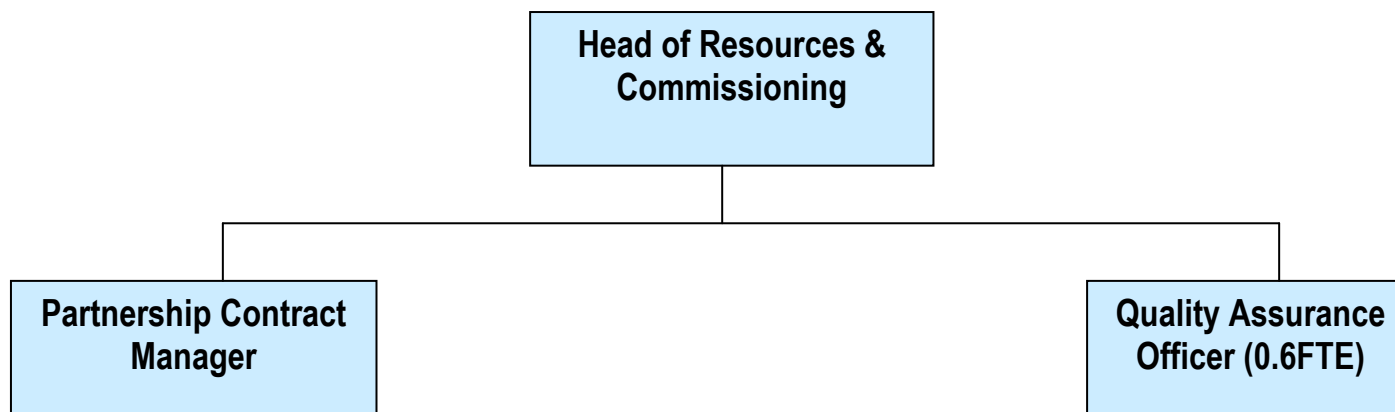 Head of Resources &
Commissioning
Partnership Contract
Manager
Quality Assurance
Officer (0.6FTE)